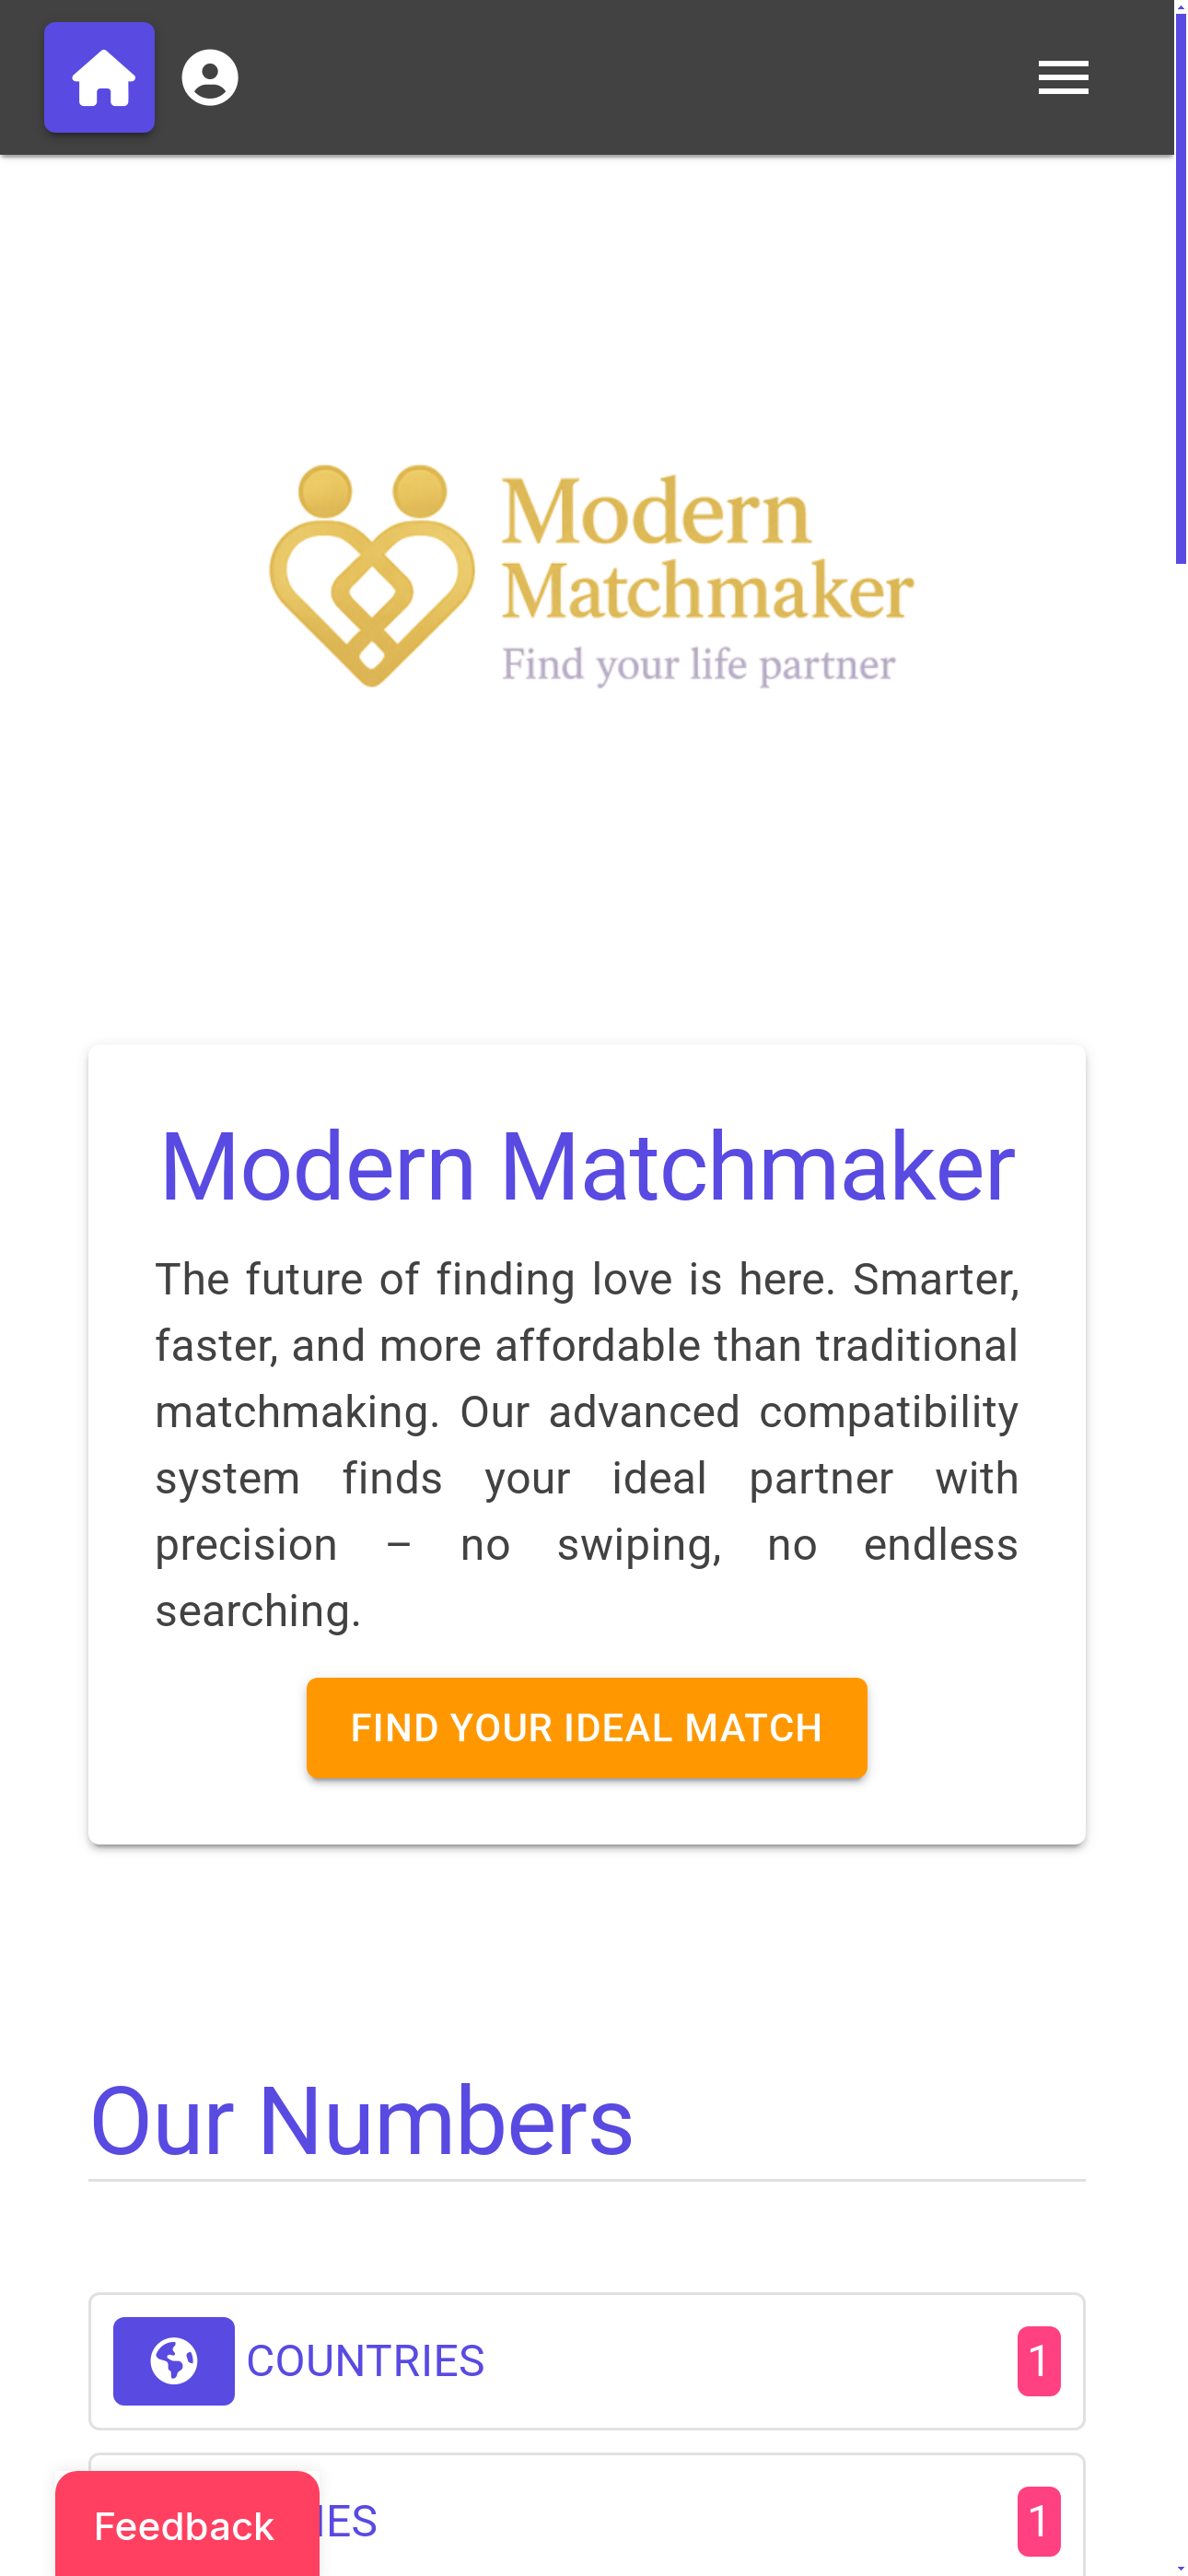 Modern
Matchmaker
Find your life partner
Modern Matchmaker
The future of finding love is here. Smarter,
faster, and more affordable than traditional
matchmaking. Our advanced compatibility
system finds your ideal partner with
precision – no swiping, no endless
searching.
FIND YOUR IDEAL MATCH
Our Numbers
COUNTRIES 1
IES 1
Feedback